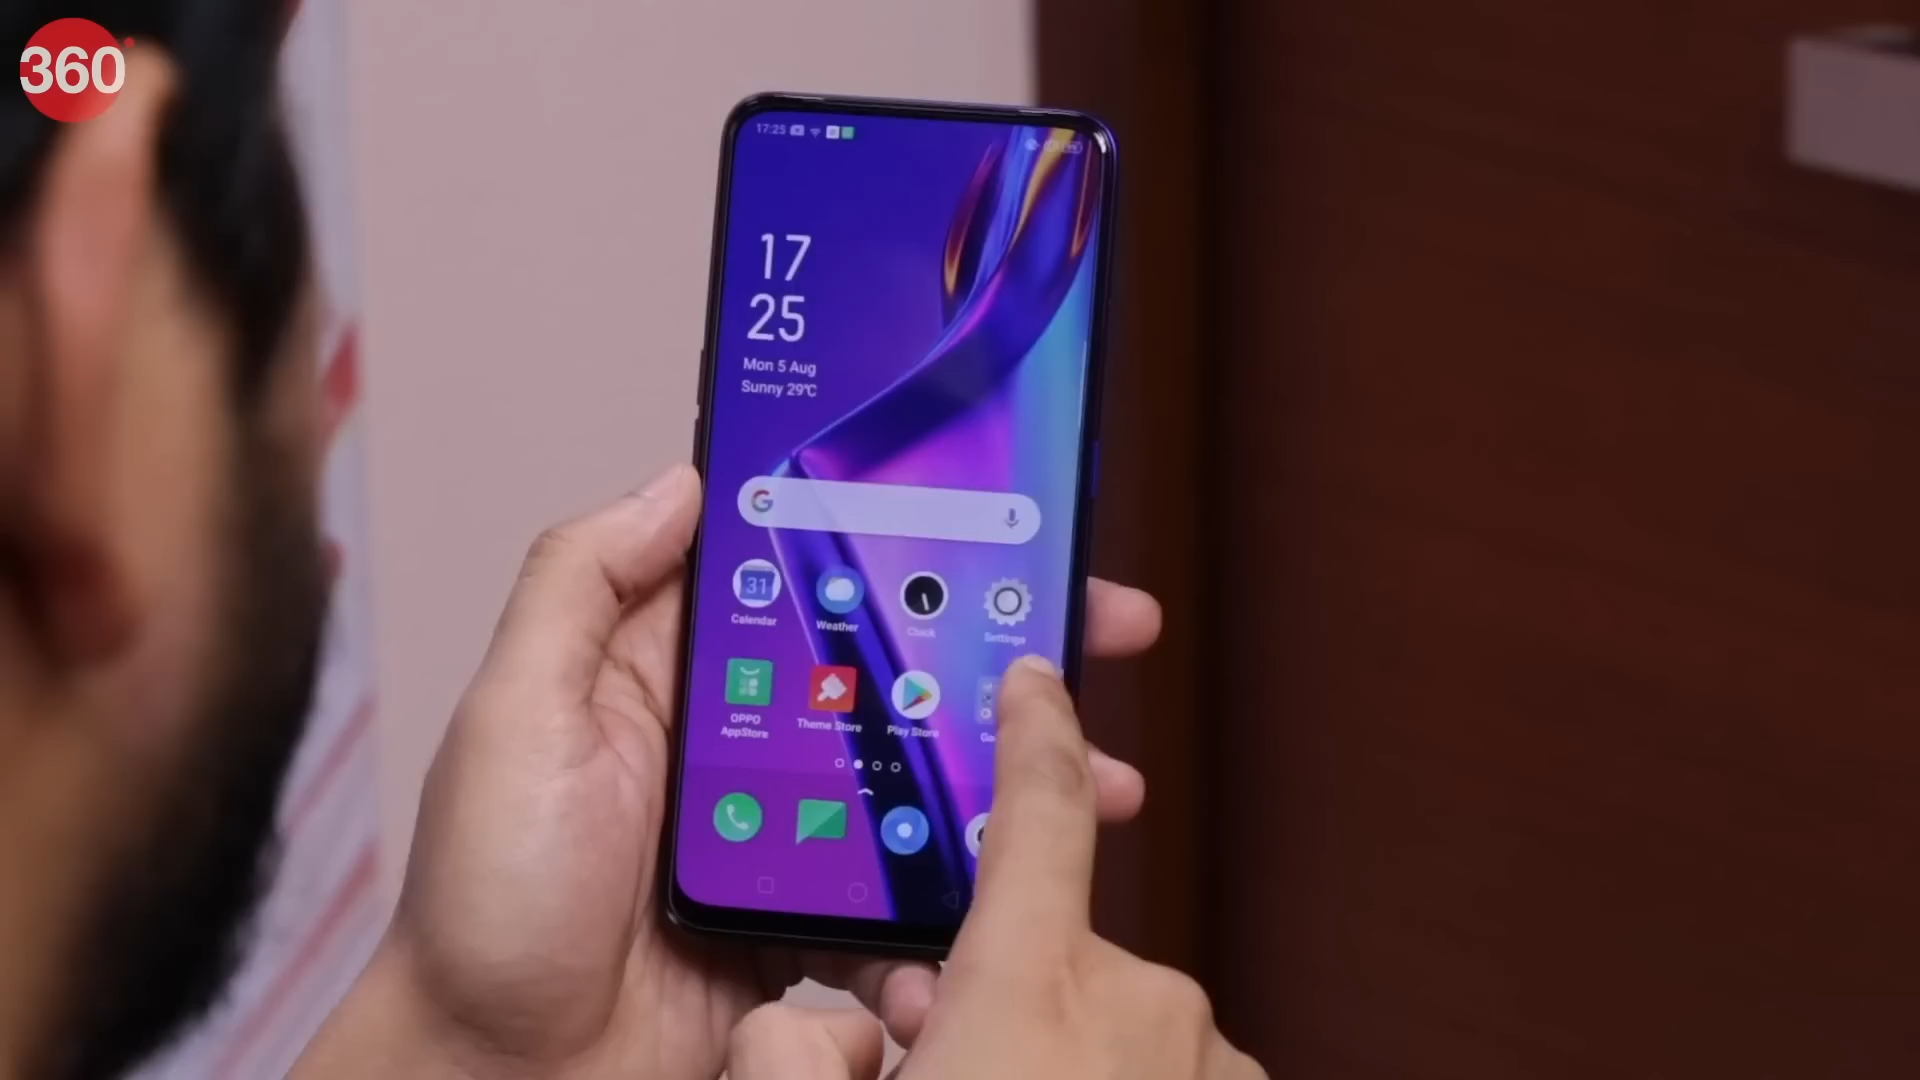 360
17:25
17
25
Mon 5 Aug
Sunny 29℃
G
31
Calendar
Weather
Clock
Settings
OPPO
AppStore
Theme Store
Play Store